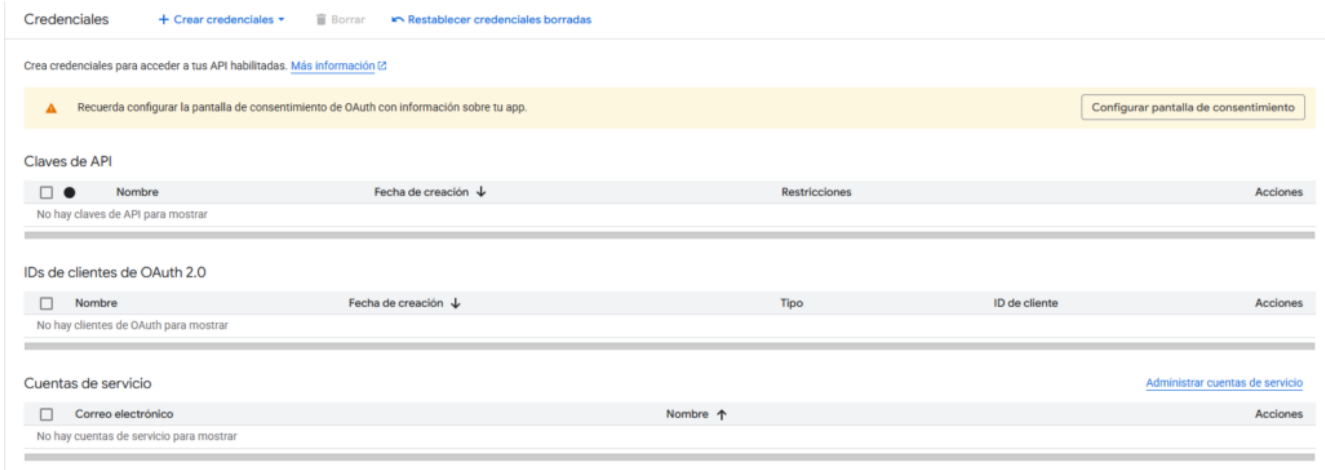 Credenciales + Crear credenciales Borrar Restablecer credenciales borradas
Crea credenciales para acceder a tus API habilitadas. Más información
Recuerda configurar la pantalla de consentimiento de OAuth con información sobre tu app. Configurar pantalla de consentimiento
Claves de API
Nombre Fecha de creación Restricciones Acciones
No hay claves de API para mostrar
IDs de clientes de OAuth 2.0
Nombre Fecha de creación Tipo ID de cliente Acciones
No hay clientes de OAuth para mostrar
Cuentas de servicio Administrar cuentas de servicio
Correo electrónico Nombre Acciones
No hay cuentas de servicio para mostrar